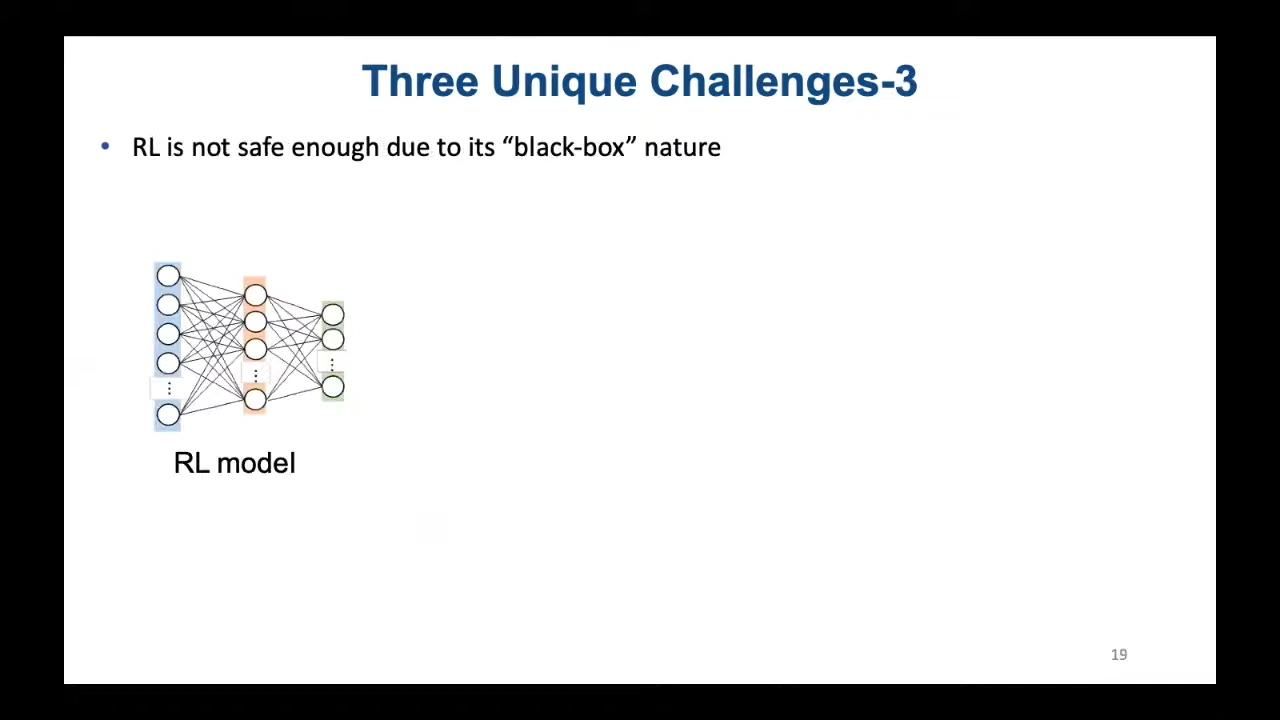 Three Unique Challenges-3
• RL is not safe enough due to its “black-box” nature
RL model
19